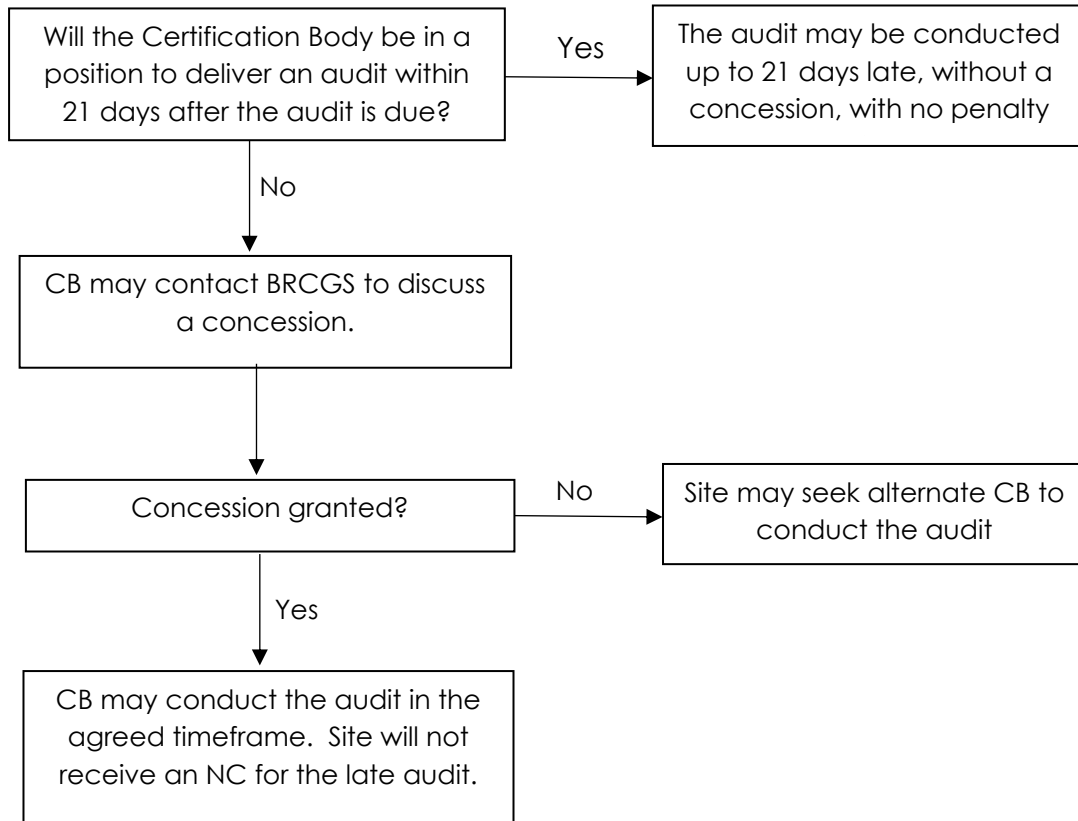 Will the Certification Body be in a
position to deliver an audit within
21 days after the audit is due?
Yes
The audit may be conducted
up to 21 days late, without a
concession, with no penalty
No
CB may contact BRCGS to discuss
a concession.
Concession granted?
No
Site may seek alternate CB to
conduct the audit
Yes
CB may conduct the audit in the
agreed timeframe.  Site will not
receive an NC for the late audit.